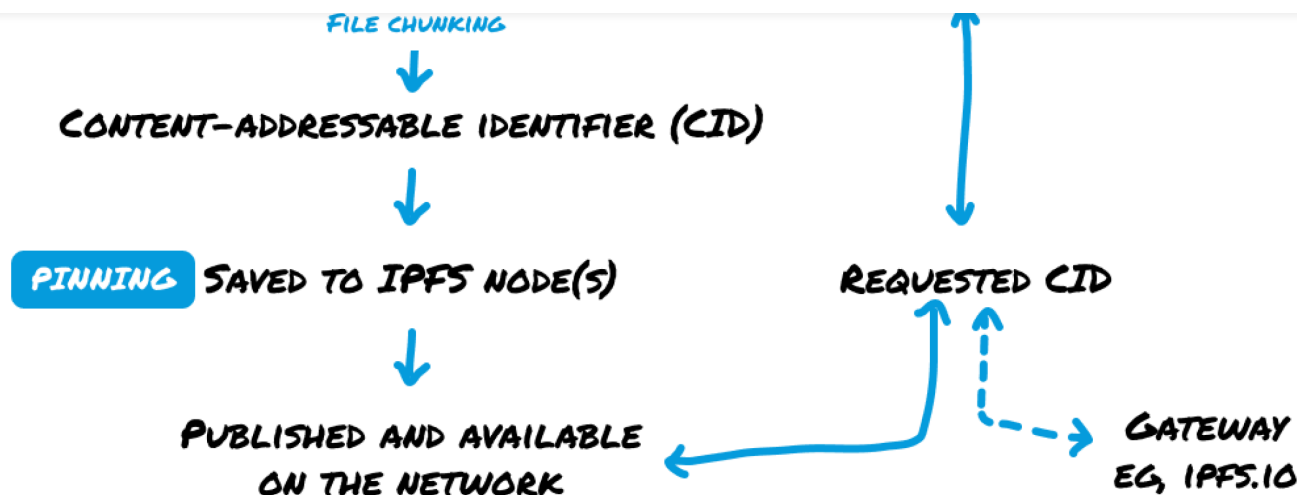 FILE CHUNKING
CONTENT-ADDRESSABLE IDENTIFIER (CID)
PINNING
SAVED TO IPFS NODE(S)
REQUESTED CID
PUBLISHED AND AVAILABLE
ON THE NETWORK
GATEWAY
EG, IPFS.IO